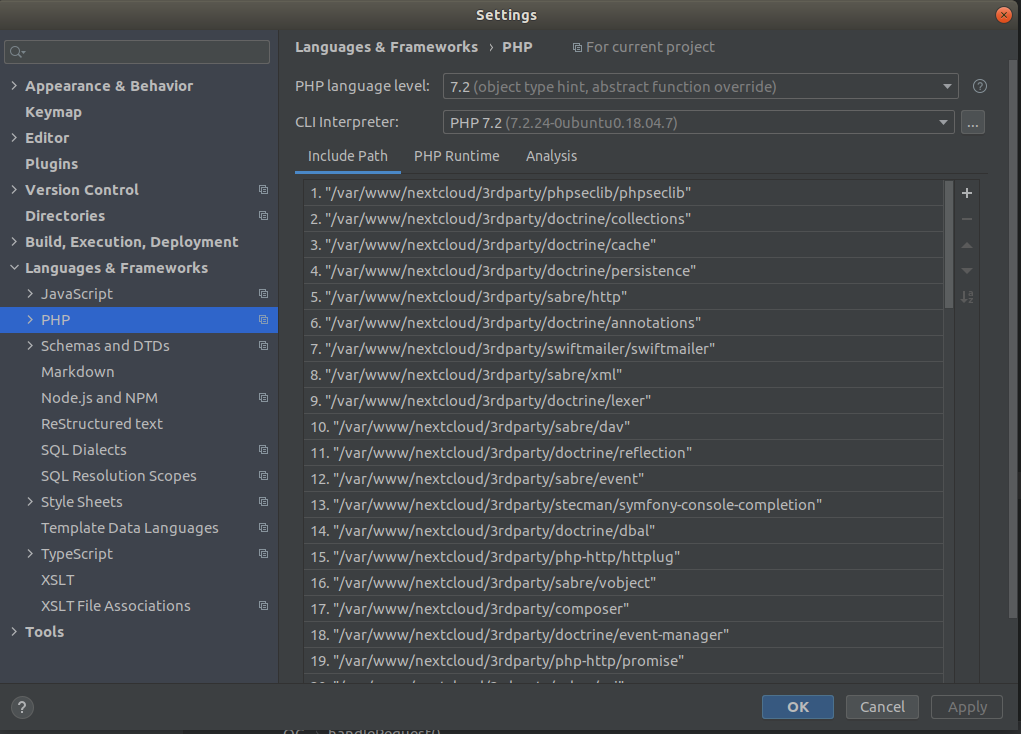 Settings
Appearance & Behavior
Keymap
Editor
Plugins
Version Control
Directories
Build, Execution, Deployment
Languages & Frameworks
JavaScript
PHP
Schemas and DTDs
Markdown
Node.js and NPM
ReStructured text
SQL Dialects
SQL Resolution Scopes
Style Sheets
Template Data Languages
TypeScript
XSLT
XSLT File Associations
Tools
Languages & Frameworks › PHP For current project
PHP language level: 7.2 (object type hint, abstract function override)
CLI Interpreter: PHP 7.2 (7.2.24-0ubuntu0.18.04.7) ...
Include Path PHP Runtime Analysis
1. "/var/www/nextcloud/3rdparty/phpseclib/phpseclib"
2. "/var/www/nextcloud/3rdparty/doctrine/collections"
3. "/var/www/nextcloud/3rdparty/doctrine/cache"
4. "/var/www/nextcloud/3rdparty/doctrine/persistence"
5. "/var/www/nextcloud/3rdparty/sabre/http"
6. "/var/www/nextcloud/3rdparty/doctrine/annotations"
7. "/var/www/nextcloud/3rdparty/swiftmailer/swiftmailer"
8. "/var/www/nextcloud/3rdparty/sabre/xml"
9. "/var/www/nextcloud/3rdparty/doctrine/lexer"
10. "/var/www/nextcloud/3rdparty/sabre/dav"
11. "/var/www/nextcloud/3rdparty/doctrine/reflection"
12. "/var/www/nextcloud/3rdparty/sabre/event"
13. "/var/www/nextcloud/3rdparty/stecman/symfony-console-completion"
14. "/var/www/nextcloud/3rdparty/doctrine/dbal"
15. "/var/www/nextcloud/3rdparty/php-http/httplug"
16. "/var/www/nextcloud/3rdparty/sabre/vobject"
17. "/var/www/nextcloud/3rdparty/composer"
18. "/var/www/nextcloud/3rdparty/doctrine/event-manager"
19. "/var/www/nextcloud/3rdparty/php-http/promise"
? OK Cancel Apply